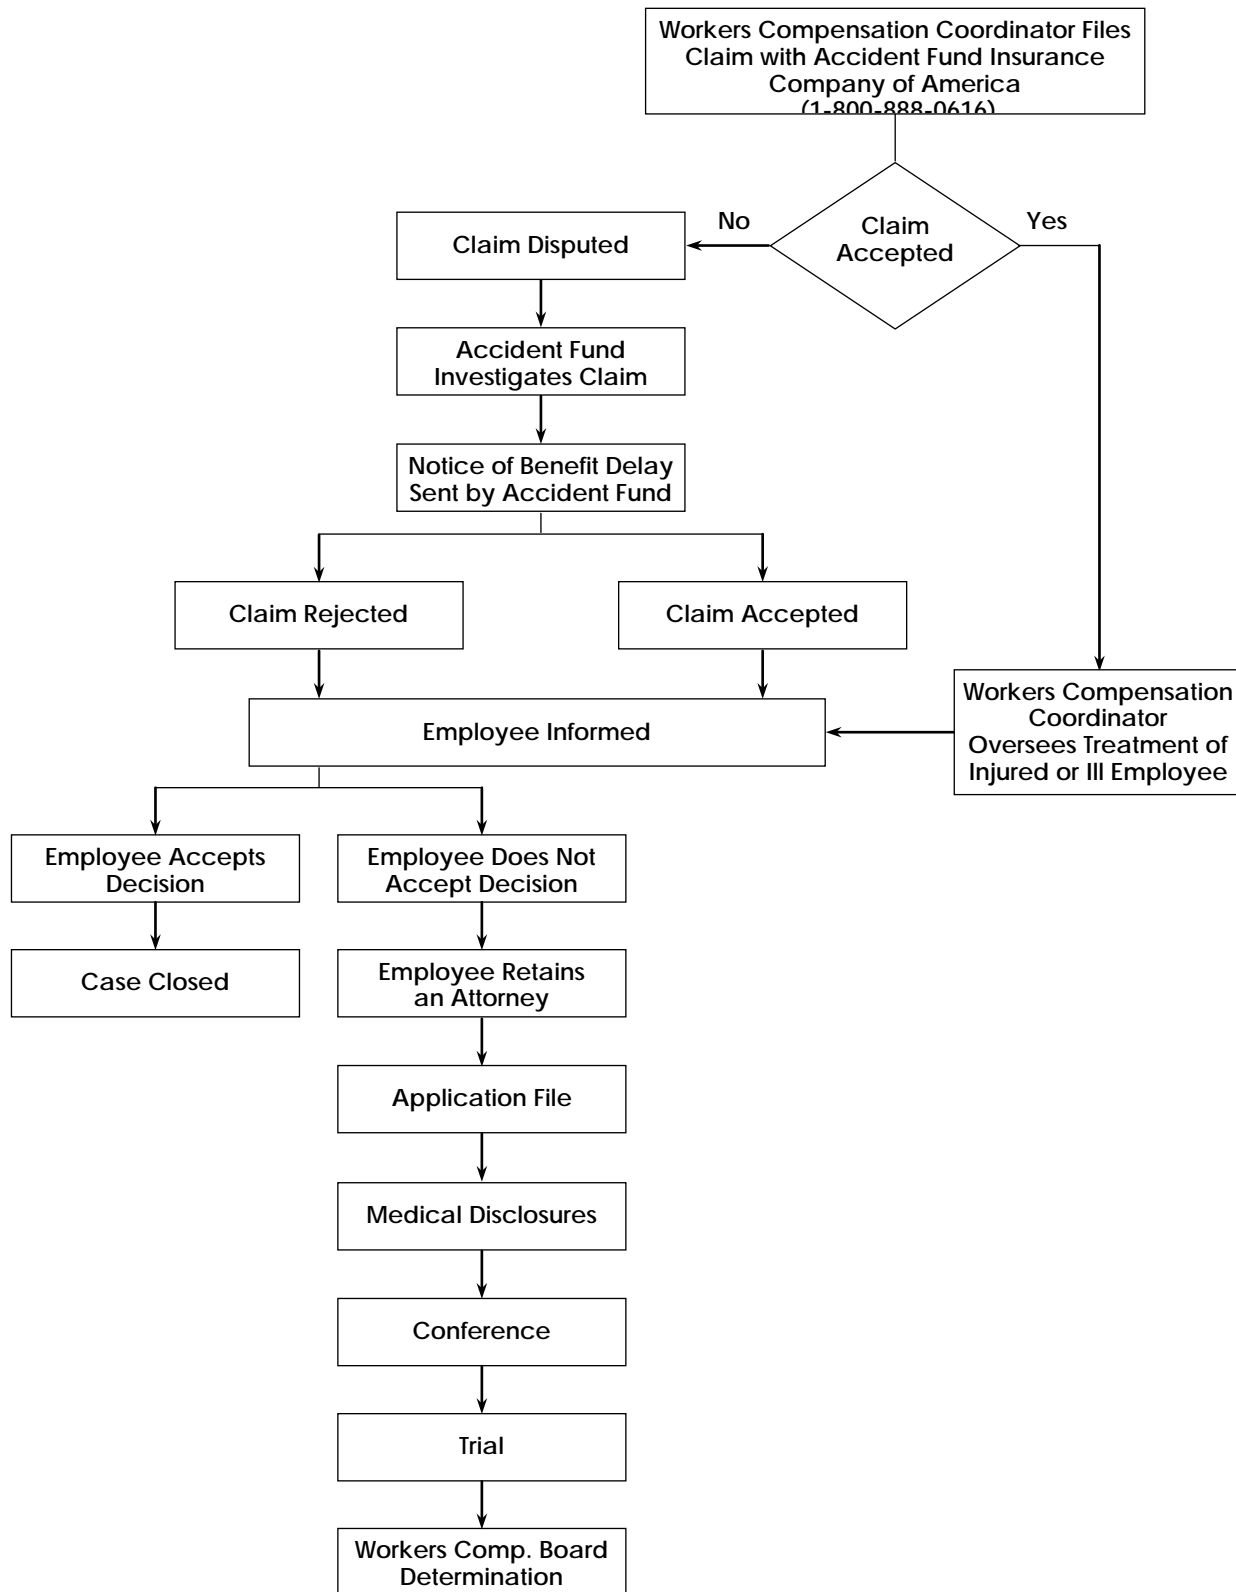 Workers Compensation Coordinator Files
Claim with Accident Fund Insurance
Company of America
(1-800-888-0616)
No
Yes
Claim
Accepted
Claim Disputed
Accident Fund
Investigates Claim
Notice of Benefit Delay
Sent by Accident Fund
Claim Rejected
Claim Accepted
Workers Compensation
Coordinator
Oversees Treatment of
Injured or Ill Employee
Employee Informed
Employee Accepts
Decision
Employee Does Not
Accept Decision
Case Closed
Employee Retains
an Attorney
Application File
Medical Disclosures
Conference
Trial
Workers Comp. Board
Determination